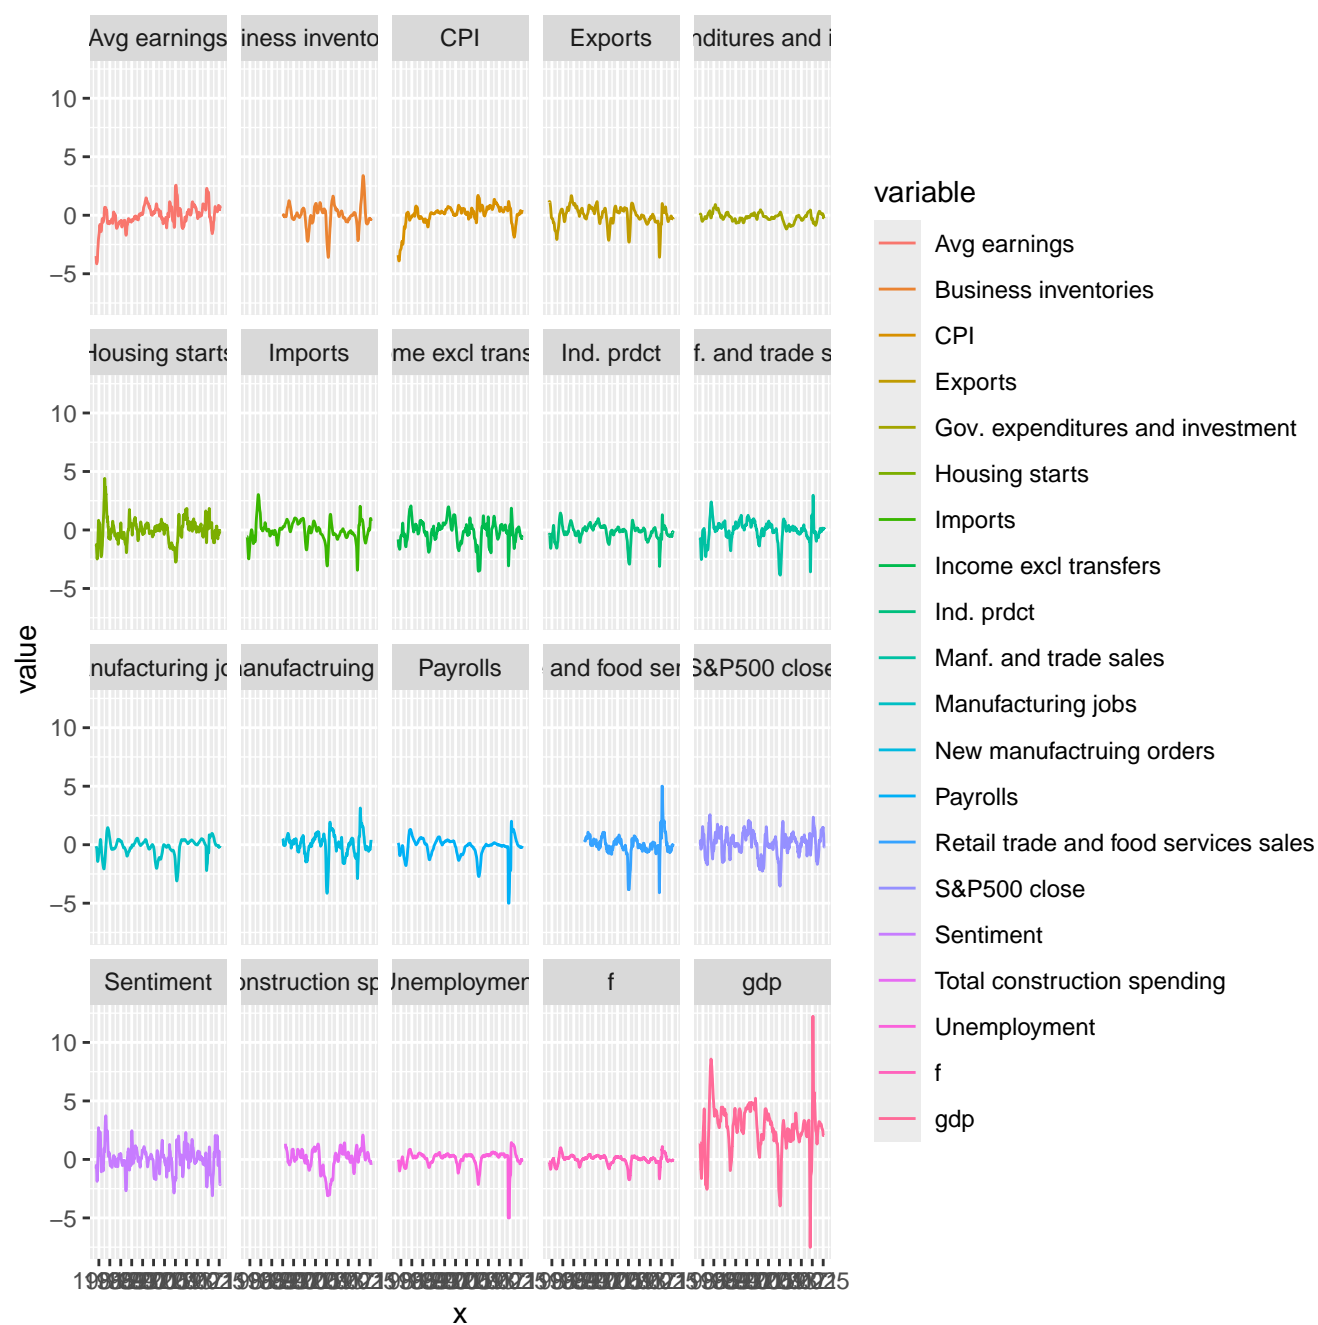 Avg earnings
iness invento
CPI
Exports
nditures and i
10
5
0
−5
Housing starts
Imports
me excl trans
Ind. prdct
f. and trade s
10
5
0
−5
nufacturing jo
anufactruing
Payrolls
and food ser
S&P500 close
10
5
0
−5
Sentiment
onstruction sp
Unemploymen
f
gdp
10
5
0
−5
value
x
variable
Avg earnings
Business inventories
CPI
Exports
Gov. expenditures and investment
Housing starts
Imports
Income excl transfers
Ind. prdct
Manf. and trade sales
Manufacturing jobs
New manufactruing orders
Payrolls
Retail trade and food services sales
S&P500 close
Sentiment
Total construction spending
Unemployment
f
gdp